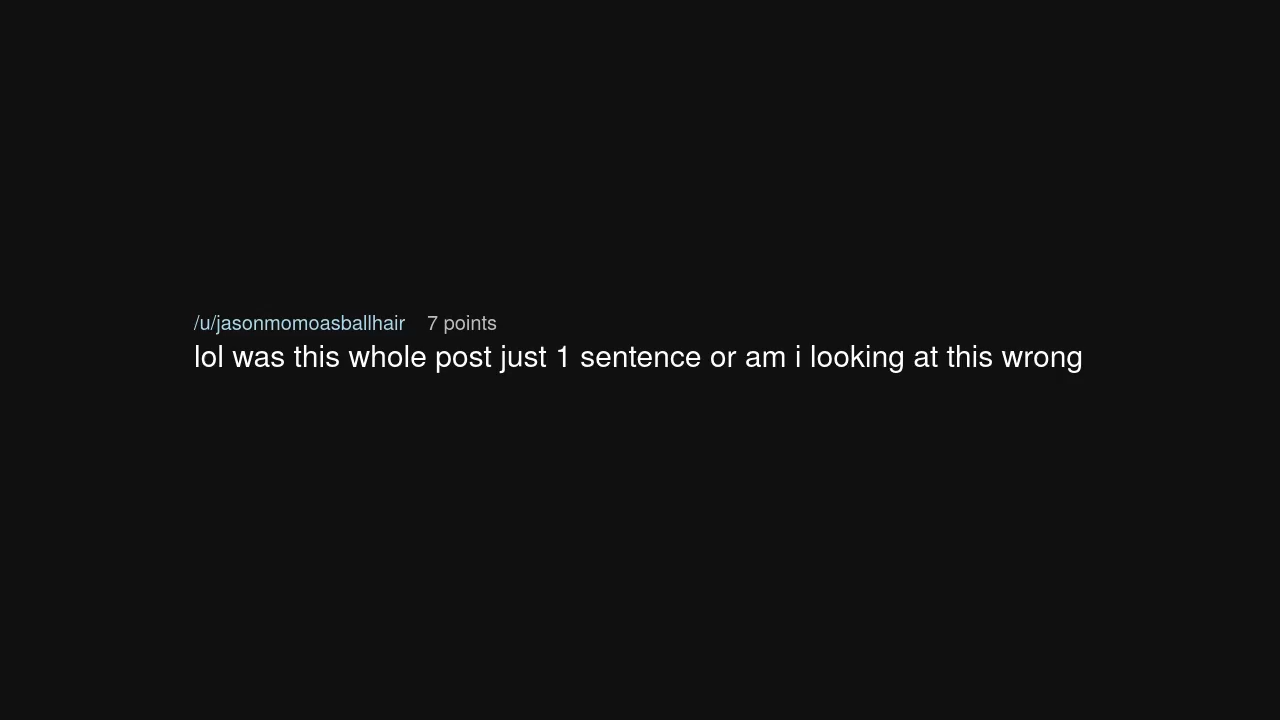 /u/jasonmomoasballhair 7 points
lol was this whole post just 1 sentence or am i looking at this wrong